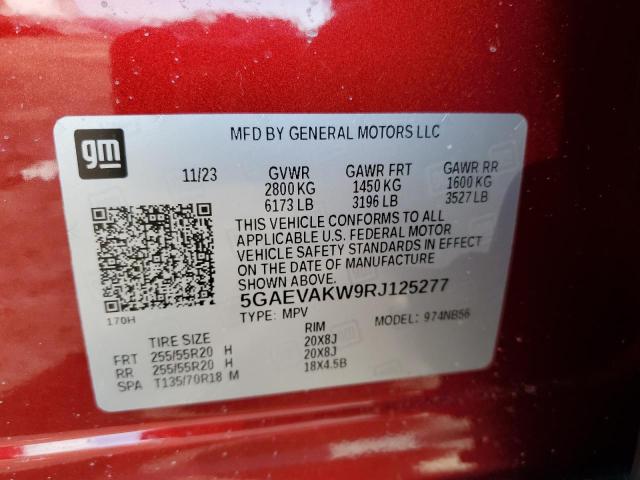 gm
MFD BY GENERAL MOTORS LLC
11/23 GVWR GAWR FRT GAWR RR
2800 KG 1450 KG 1600 KG
6173 LB 3196 LB 3527 LB
THIS VEHICLE CONFORMS TO ALL
APPLICABLE U.S. FEDERAL MOTOR
VEHICLE SAFETY STANDARDS IN EFFECT
ON THE DATE OF MANUFACTURE
SHOWN ABOVE.
5GAEVAKW9RJ125277
170H
TYPE: MPV MODEL: 974NB56
TIRE SIZE RIM
FRT 255/55R20 H 20X8J
RR 255/55R20 H 20X8J
SPA T135/70R18 M 18X4.5B